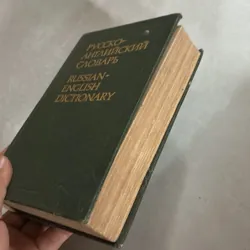 РУССКО-
АНГЛИЙСКИЙ
СЛОВАРЬ
RUSSIAN-
ENGLISH
DICTIONARY